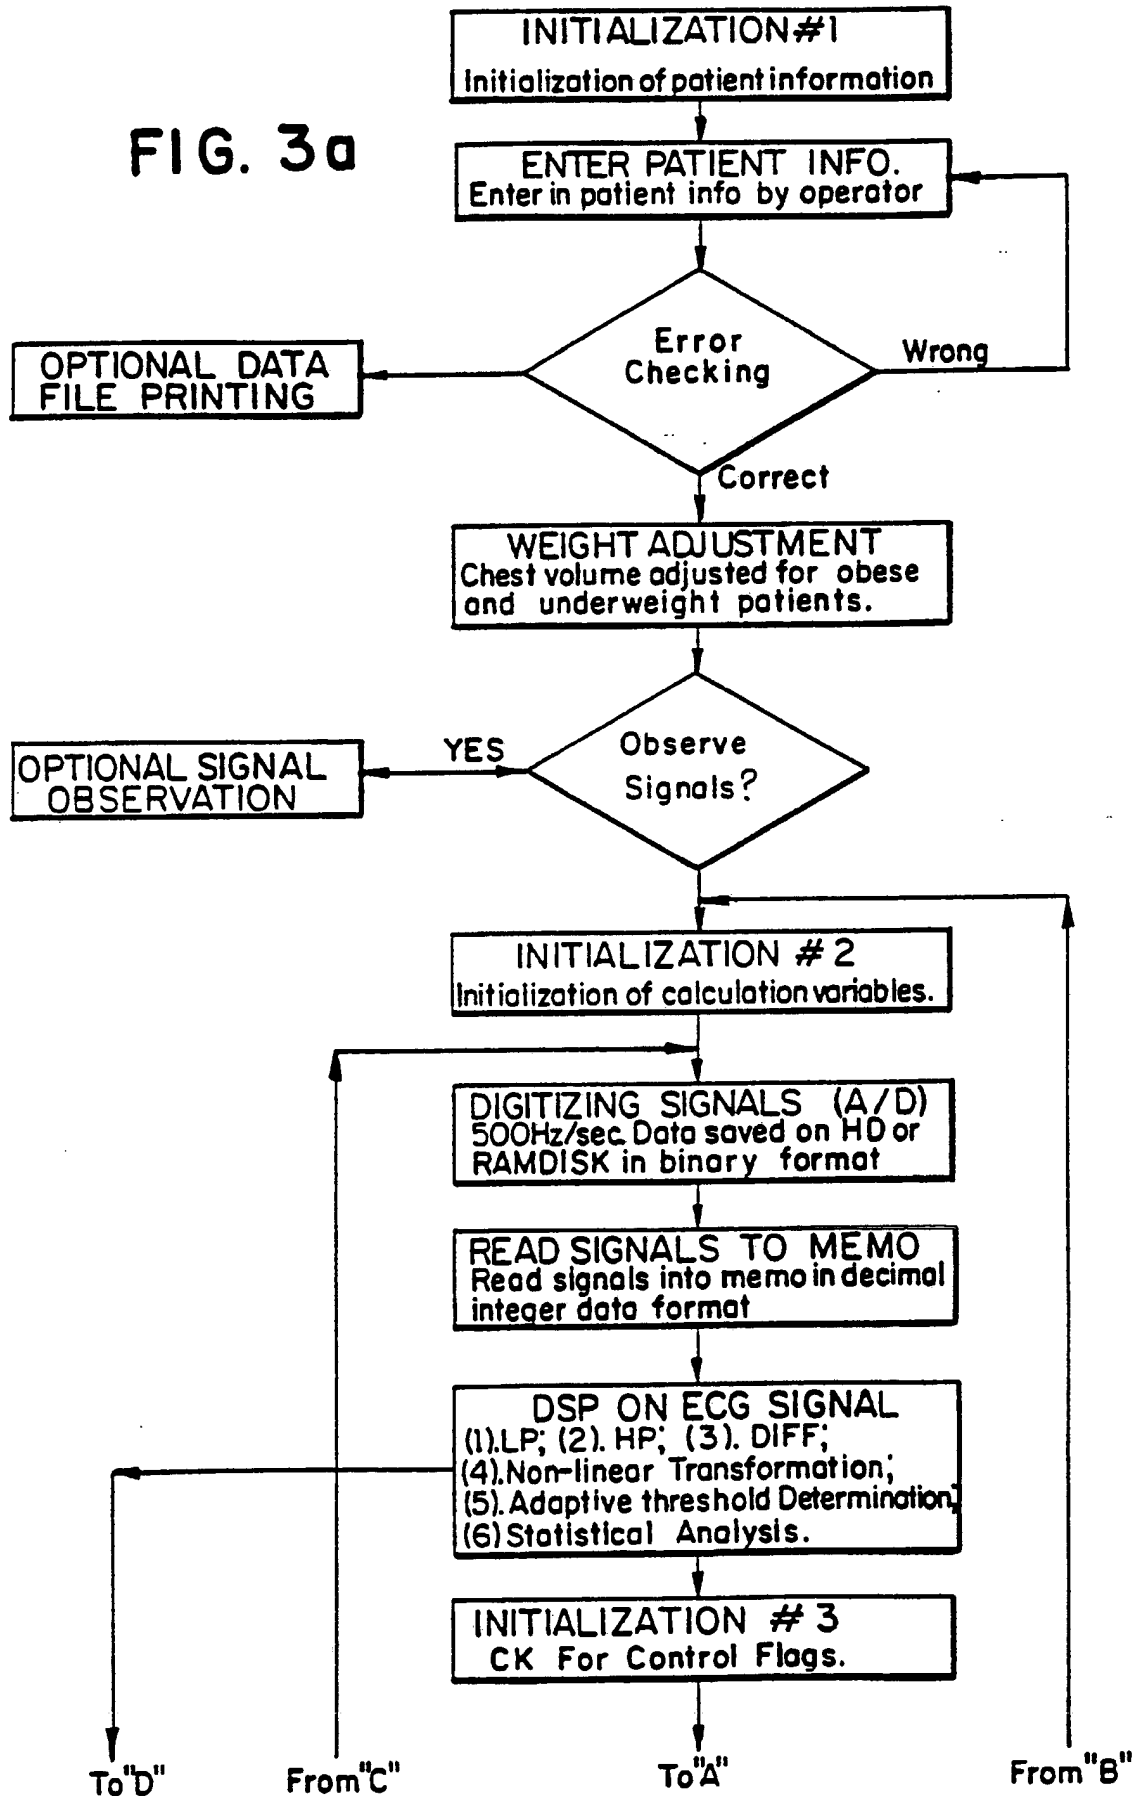 INITIALIZATION #1
Initialization of patient information
FIG. 3a
ENTER PATIENT INFO.
Enter in patient info by operator
Error
Checking
Wrong
OPTIONAL DATA
FILE PRINTING
Correct
WEIGHT ADJUSTMENT
Chest volume adjusted for obese
and underweight patients.
Observe
Signals?
YES
OPTIONAL SIGNAL
OBSERVATION
INITIALIZATION #2
Initialization of calculation variables.
DIGITIZING SIGNALS (A/D)
500Hz/sec. Data saved on HD or
RAMDISK in binary format
READ SIGNALS TO MEMO
Read signals into memo in decimal
integer data format
DSP ON ECG SIGNAL
(1).LP; (2). HP; (3). DIFF;
(4).Non-linear Transformation;
(5).Adaptive threshold Determination;
(6)Statistical Analysis.
INITIALIZATION #3
CK For Control Flags.
To"D"
From"C"
To"A"
From"B"